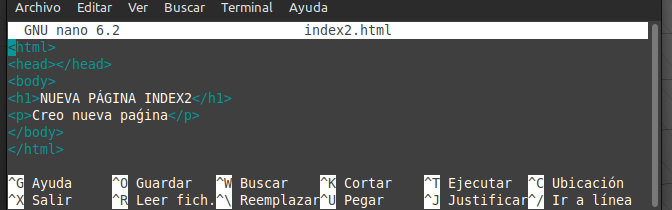 Archivo Editar Ver Buscar Terminal Ayuda
GNU nano 6.2 index2.html
<html>
<head></head>
<body>
<h1>NUEVA PÁGINA INDEX2</h1>
<p>Creo nueva paǵina</p>
</body>
</html>
^G Ayuda ^O Guardar ^W Buscar ^K Cortar ^T Ejecutar ^C Ubicación
^X Salir ^R Leer fich. ^\ Reemplazar ^U Pegar ^J Justificar ^/ Ir a línea